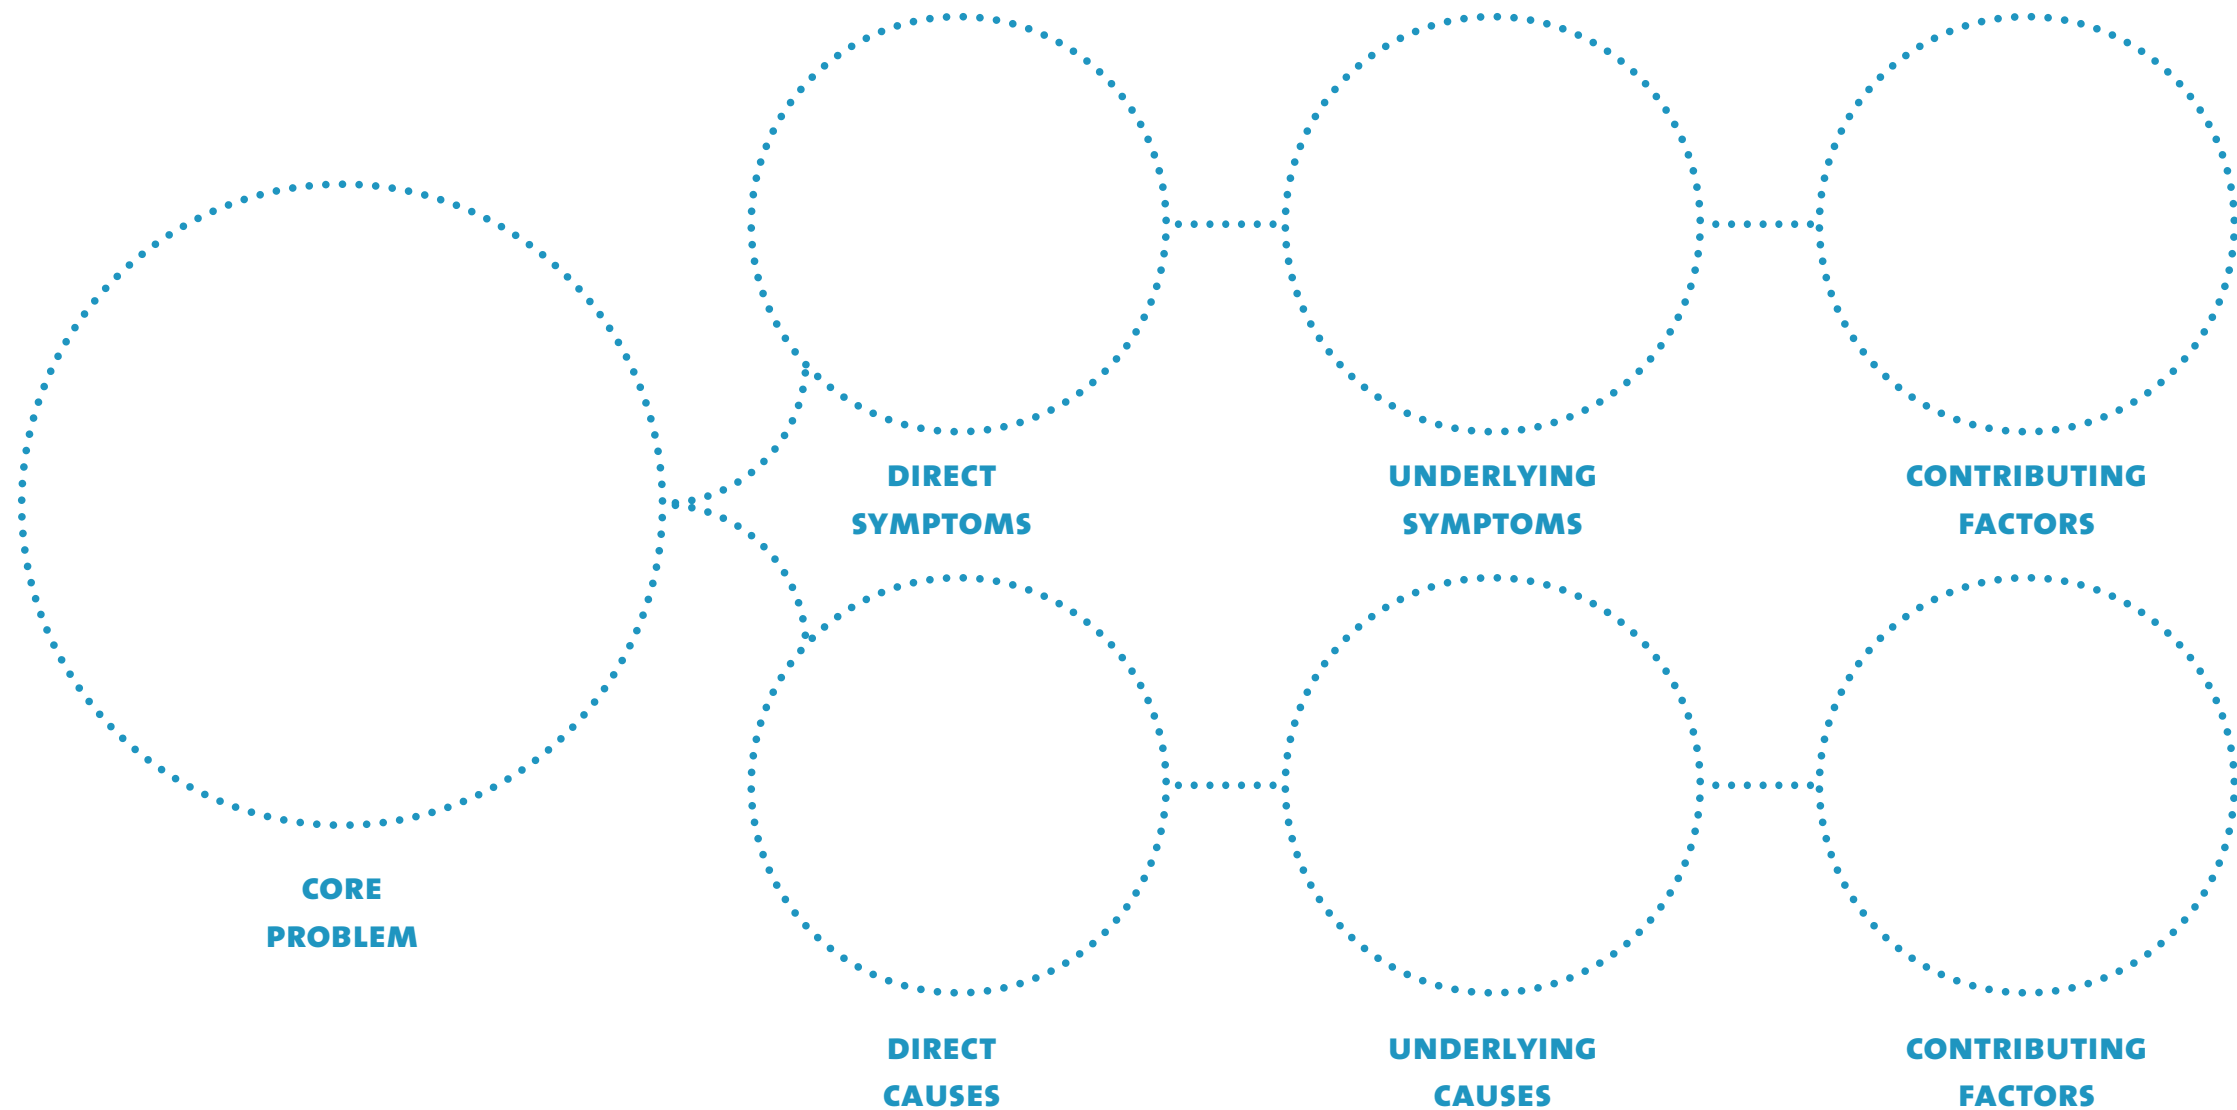 DIRECT
SYMPTOMS
UNDERLYING
SYMPTOMS
CONTRIBUTING
FACTORS
CORE
PROBLEM
DIRECT
CAUSES
UNDERLYING
CAUSES
CONTRIBUTING
FACTORS